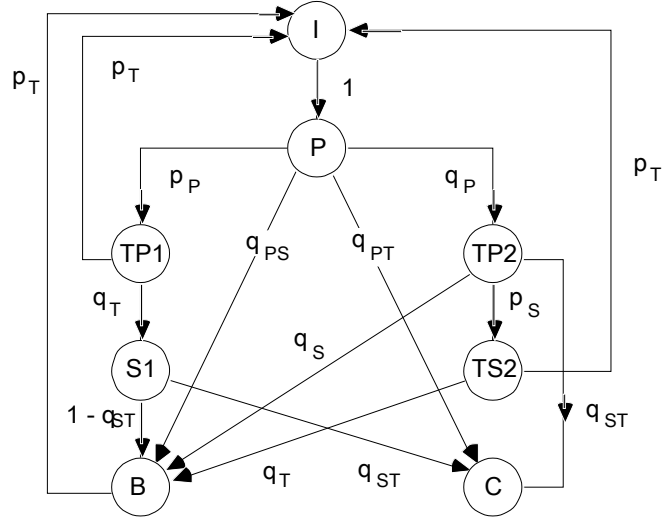 I
p_T
p_T
1
P
p_T
p_P
q_P
q_PS
q_PT
TP1
TP2
q_T
p_S
q_S
S1
TS2
1 - q_ST
q_ST
q_T
q_ST
B
C